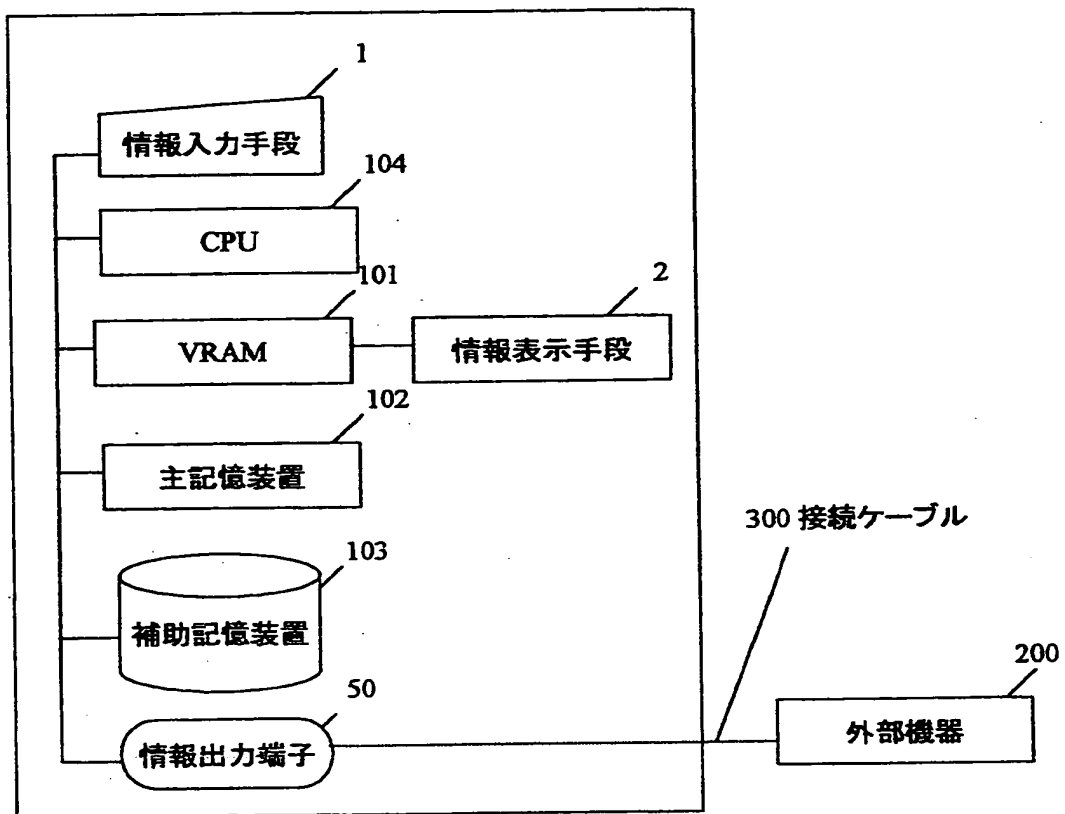 1
情報入力手段
104
CPU
101
VRAM
2
情報表示手段
102
主記憶装置
300 接続ケーブル
103
補助記憶装置
200
外部機器
50
情報出力端子